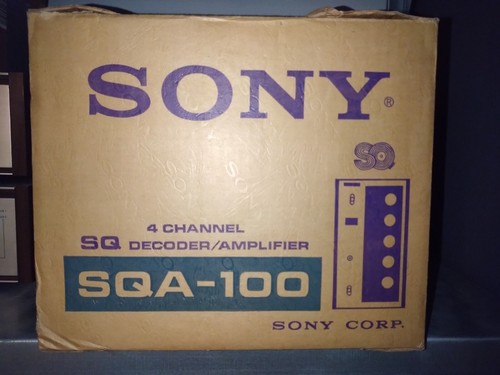 SONY®
SQ
4 CHANNEL
SQ DECODER/AMPLIFIER
SQA-100
SONY CORP.